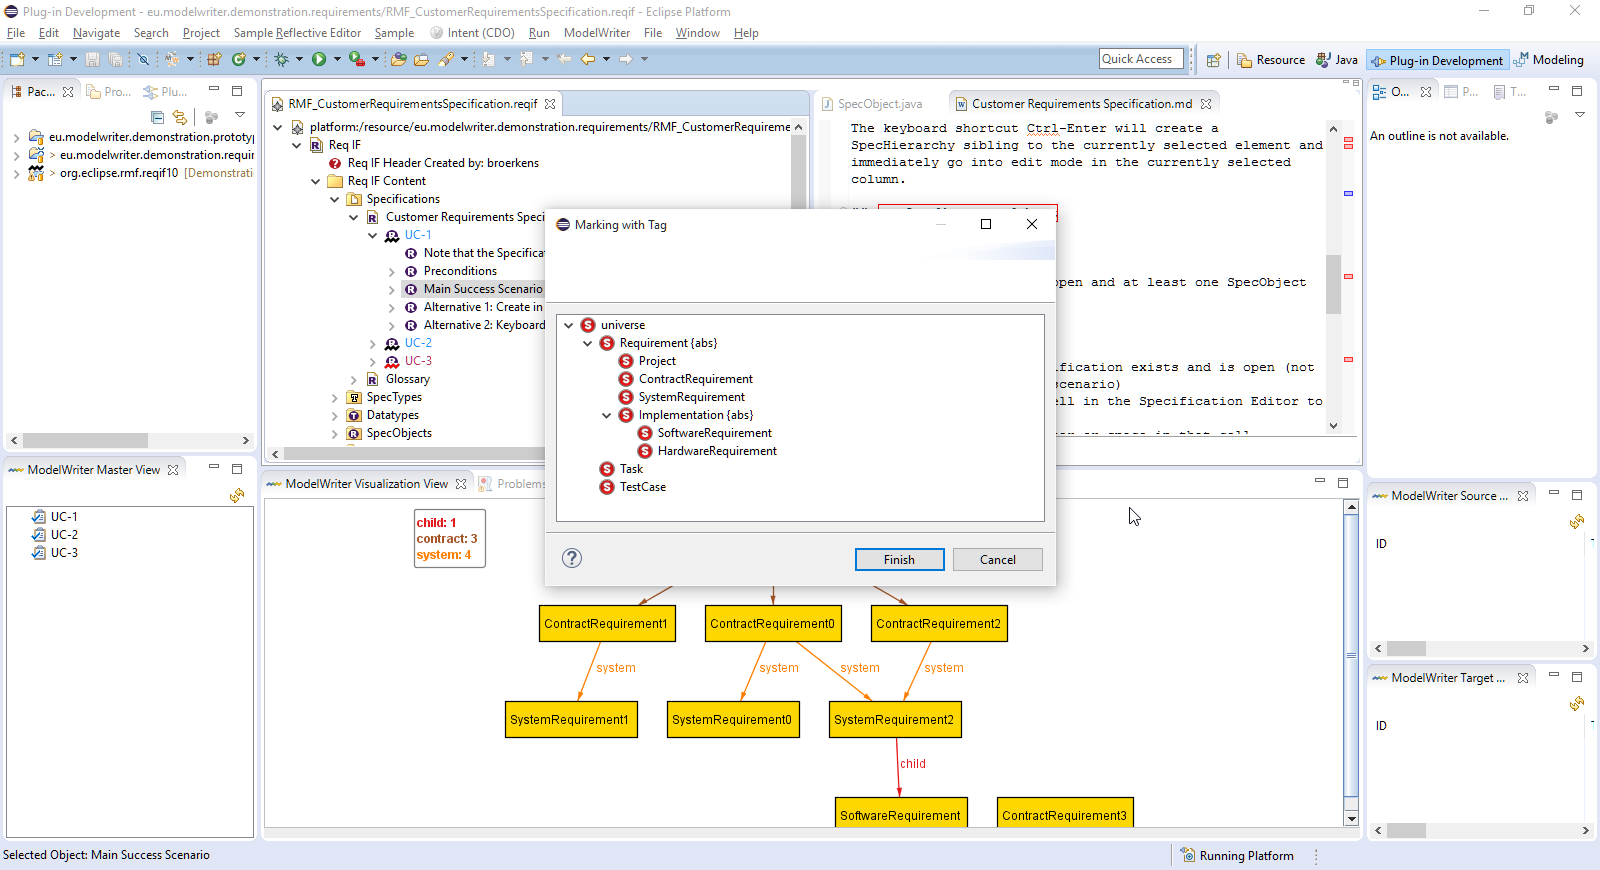 Plug-in Development - eu.modelwriter.demonstration.requirements/RMF_CustomerRequirementsSpecification.reqif - Eclipse Platform
File Edit Navigate Search Project Sample Reflective Editor Sample Intent (CDO) Run ModelWriter File Window Help
Quick Access Resource Java Plug-in Development Modeling
Pac... Pro... Plu...
eu.modelwriter.demonstration.prototyp
> eu.modelwriter.demonstration.requir
> org.eclipse.rmf.reqif10 [Demonstrati
RMF_CustomerRequirementsSpecification.reqif
platform:/resource/eu.modelwriter.demonstration.requirements/RMF_CustomerRequireme
Req IF
Req IF Header Created by: broerkens
Req IF Content
Specifications
Customer Requirements Speci
UC-1
Note that the Specificat
Preconditions
Main Success Scenario
Alternative 1: Create in
Alternative 2: Keyboard
UC-2
UC-3
Glossary
SpecTypes
Datatypes
SpecObjects
SpecObject.java Customer Requirements Specification.md
The keyboard shortcut Ctrl-Enter will create a
SpecHierarchy sibling to the currently selected element and
immediately go into edit mode in the currently selected
column.
open and at least one SpecObject
ification exists and is open (not
scenario)
ell in the Specification Editor to
O... P... T...
An outline is not available.
Marking with Tag
universe
Requirement {abs}
Project
ContractRequirement
SystemRequirement
Implementation {abs}
SoftwareRequirement
HardwareRequirement
Task
TestCase
Finish Cancel
ModelWriter Master View
UC-1
UC-2
UC-3
ModelWriter Visualization View Problems
child: 1
contract: 3
system: 4
ContractRequirement1 ContractRequirement0 ContractRequirement2
system system system system
SystemRequirement1 SystemRequirement0 SystemRequirement2
child
SoftwareRequirement ContractRequirement3
ModelWriter Source ...
ID
ModelWriter Target ...
ID
Selected Object: Main Success Scenario
Running Platform